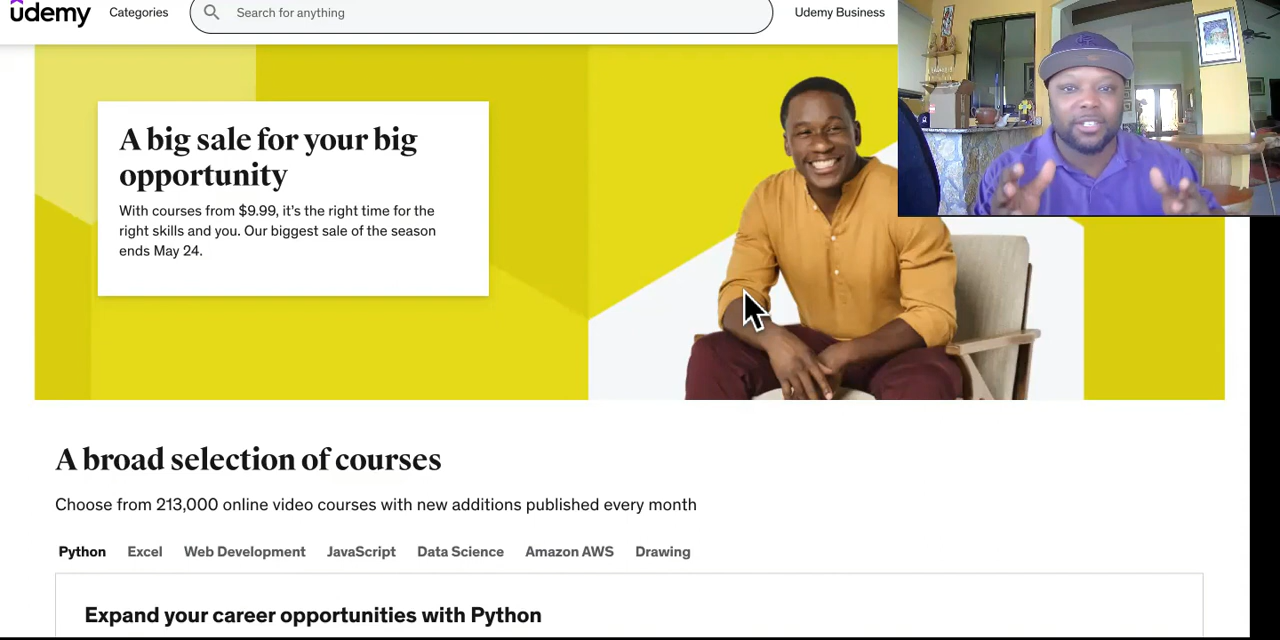 udemy
Categories
Search for anything
Udemy Business
A big sale for your big
opportunity
With courses from $9.99, it’s the right time for the
right skills and you. Our biggest sale of the season
ends May 24.
A broad selection of courses
Choose from 213,000 online video courses with new additions published every month
Python Excel Web Development JavaScript Data Science Amazon AWS Drawing
Expand your career opportunities with Python